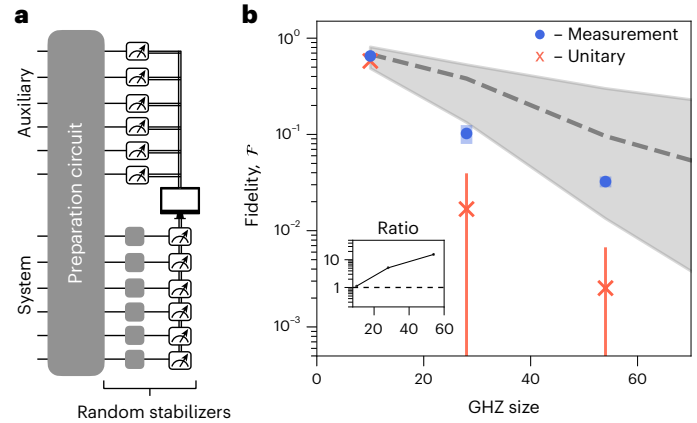 a
Auxiliary
System
Preparation circuit
Random stabilizers
b
Fidelity, ℱ
10⁰
10⁻¹
10⁻²
10⁻³
– Measurement
– Unitary
Ratio
10
1
20 40 60
0 20 40 60
GHZ size